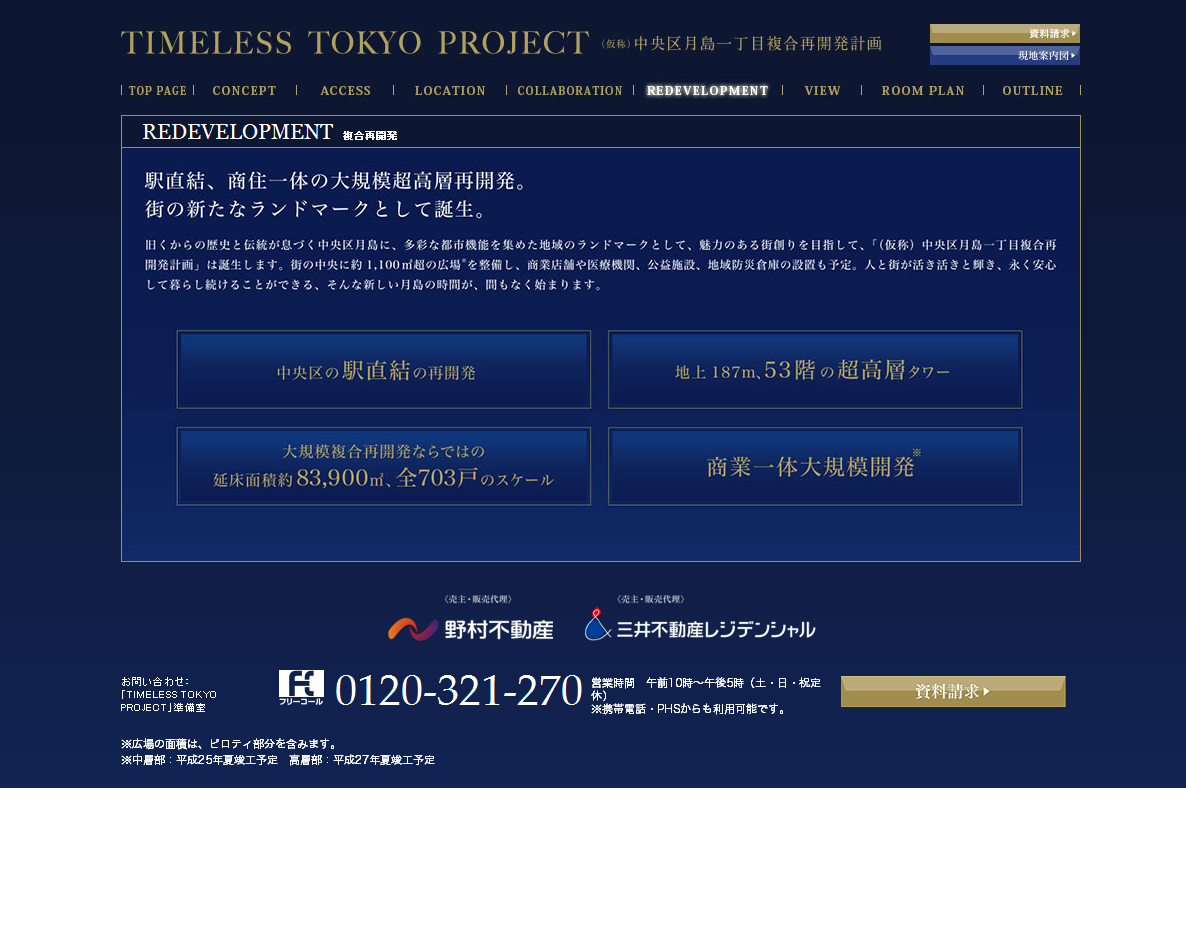 TIMELESS TOKYO PROJECT (仮称)中央区月島一丁目複合再開発計画
資料請求
現地案内図
TOP PAGE CONCEPT ACCESS LOCATION COLLABORATION REDEVELOPMENT VIEW ROOM PLAN OUTLINE
REDEVELOPMENT 複合再開発
駅直結、商住一体の大規模超高層再開発。
街の新たなランドマークとして誕生。
旧くからの歴史と伝統が息づく中央区月島に、多彩な都市機能を集めた地域のランドマークとして、魅力のある街創りを目指して、「(仮称)中央区月島一丁目複合再
開発計画」は誕生します。街の中央に約1,100㎡超の広場※を整備し、商業店舗や医療機関、公益施設、地域防災倉庫の設置も予定。人と街が活き活きと輝き、永く安心
して暮らし続けることができる、そんな新しい月島の時間が、間もなく始まります。
中央区の駅直結の再開発
地上187m、53階の超高層タワー
大規模複合再開発ならではの
延床面積約83,900㎡、全703戸のスケール
商業一体大規模開発※
〈売主・販売代理〉
野村不動産
〈売主・販売代理〉
三井不動産レジデンシャル
お問い合わせ:
「TIMELESS TOKYO
PROJECT」準備室
フリーコール
0120-321-270
営業時間 午前10時～午後5時(土・日・祝定
休)
※携帯電話・PHSからも利用可能です。
資料請求
※広場の面積は、ピロティ部分を含みます。
※中層部:平成25年夏竣工予定 高層部:平成27年夏竣工予定